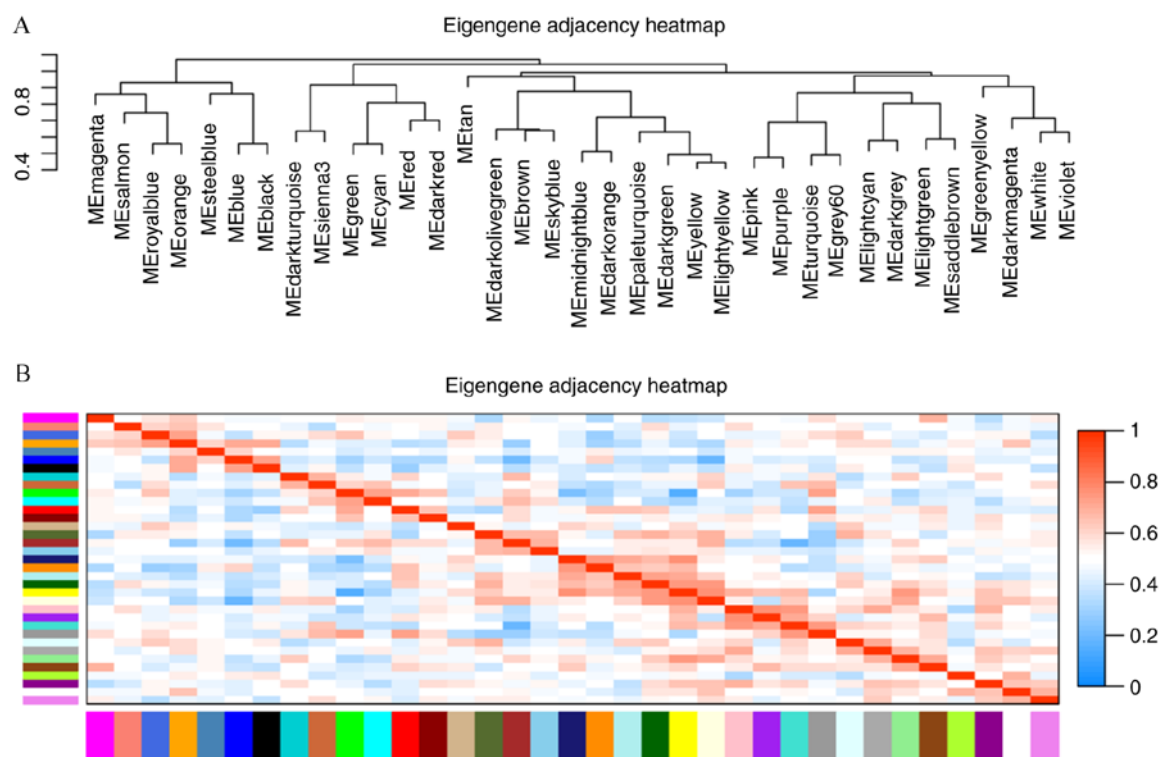 A
Eigengene adjacency heatmap
0.8
0.4
MEmagenta
MEsalmon
MEroyalblue
MEorange
MEsteelblue
MEblue
MEblack
MEdarkturquoise
MEsienna3
MEgreen
MEcyan
MEred
MEdarkred
MEtan
MEdarkolivegreen
MEbrown
MEskyblue
MEmidnightblue
MEdarkorange
MEpaleturquoise
MEdarkgreen
MEyellow
MElightyellow
MEpink
MEpurple
MEturquoise
MEgrey60
MElightcyan
MEdarkgrey
MElightgreen
MEsaddlebrown
MEgreenyellow
MEdarkmagenta
MEwhite
MEviolet
B
Eigengene adjacency heatmap
1
0.8
0.6
0.4
0.2
0